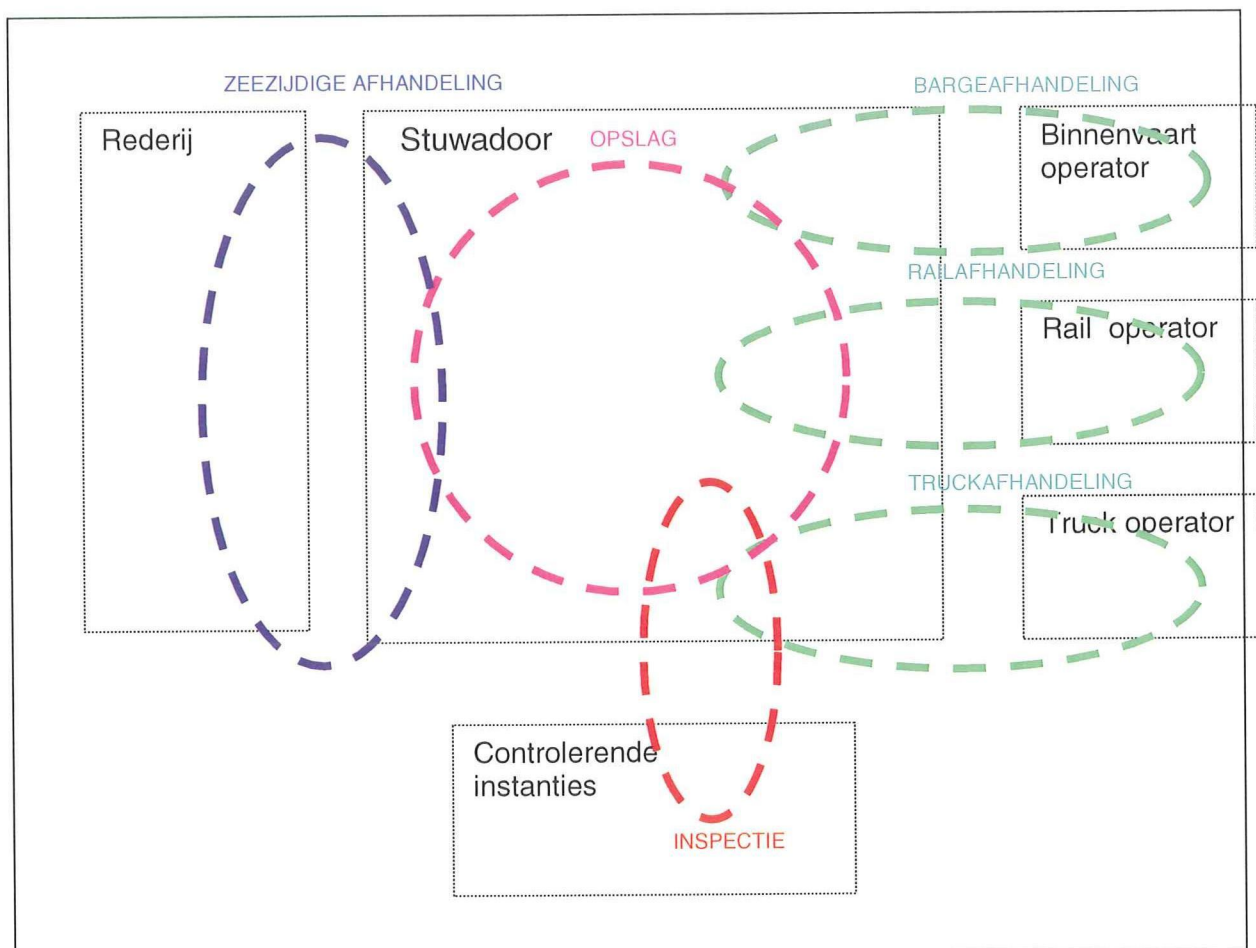 ZEEZIJDIGE AFHANDELING
BARGEAFHANDELING
Rederij
Stuwadoor
OPSLAG
Binnenvaart
operator
RAILAFHANDELING
Rail operator
TRUCKAFHANDELING
Truck operator
Controlerende
instanties
INSPECTIE